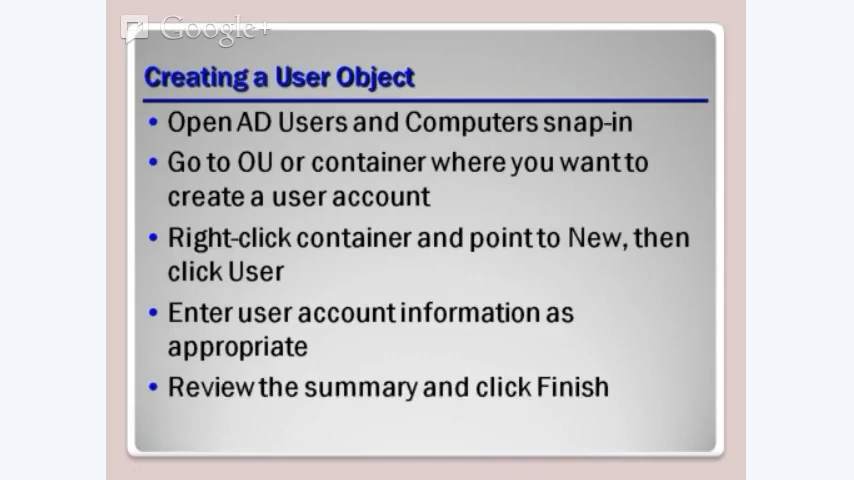 Google+
Creating a User Object
• Open AD Users and Computers snap-in
• Go to OU or container where you want to
create a user account
• Right-click container and point to New, then
click User
• Enter user account information as
appropriate
• Review the summary and click Finish